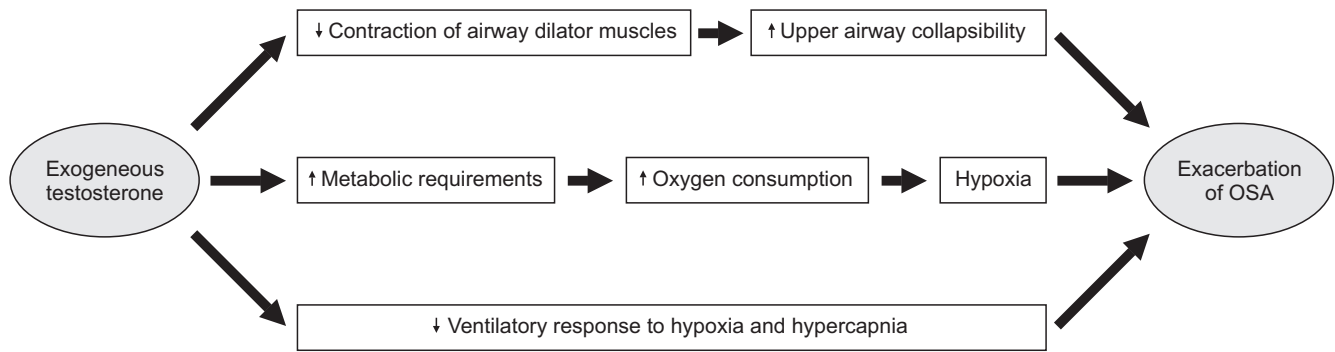 ↓ Contraction of airway dilator muscles
↑ Upper airway collapsibility
Exogeneous
testosterone
↑ Metabolic requirements
↑ Oxygen consumption
Hypoxia
Exacerbation
of OSA
↓ Ventilatory response to hypoxia and hypercapnia